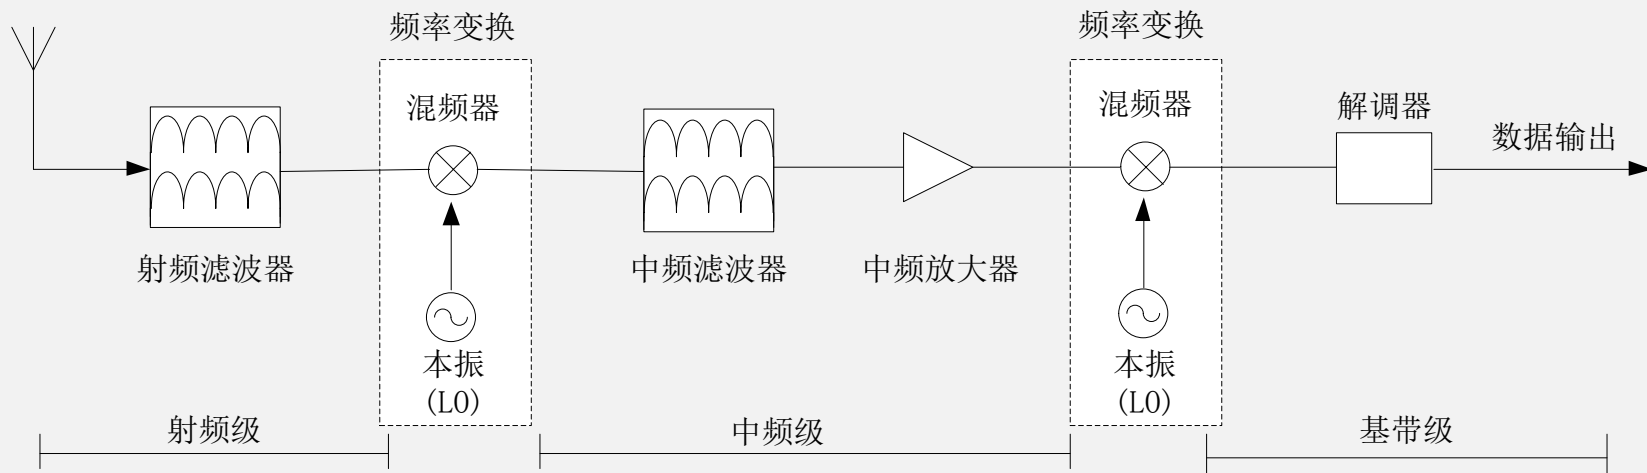 频率变换
频率变换
混频器
混频器
解调器
数据输出
射频滤波器
中频滤波器
中频放大器
本振
(LO)
本振
(LO)
射频级
中频级
基带级